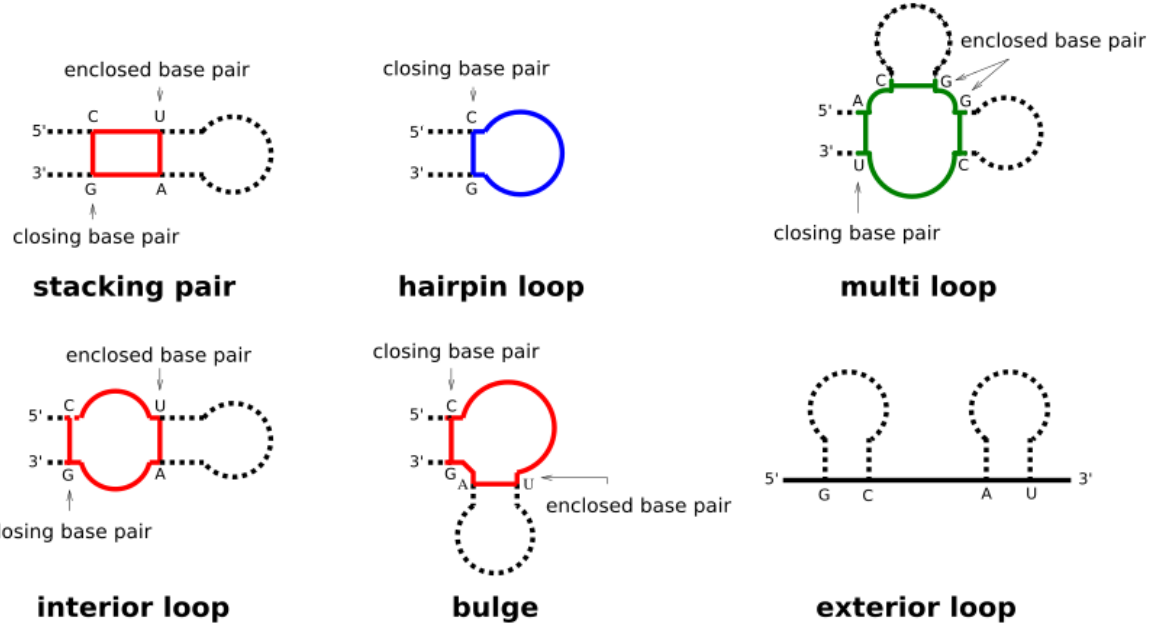 enclosed base pair
C U
5'
3'
G A
closing base pair
stacking pair
closing base pair
C
5'
3'
G
hairpin loop
enclosed base pair
C G
A G
5'
3'
U C
closing base pair
multi loop
enclosed base pair
C U
5'
3'
G A
losing base pair
interior loop
closing base pair
C
5'
3'
G
A U
enclosed base pair
bulge
5' 3'
G C A U
exterior loop